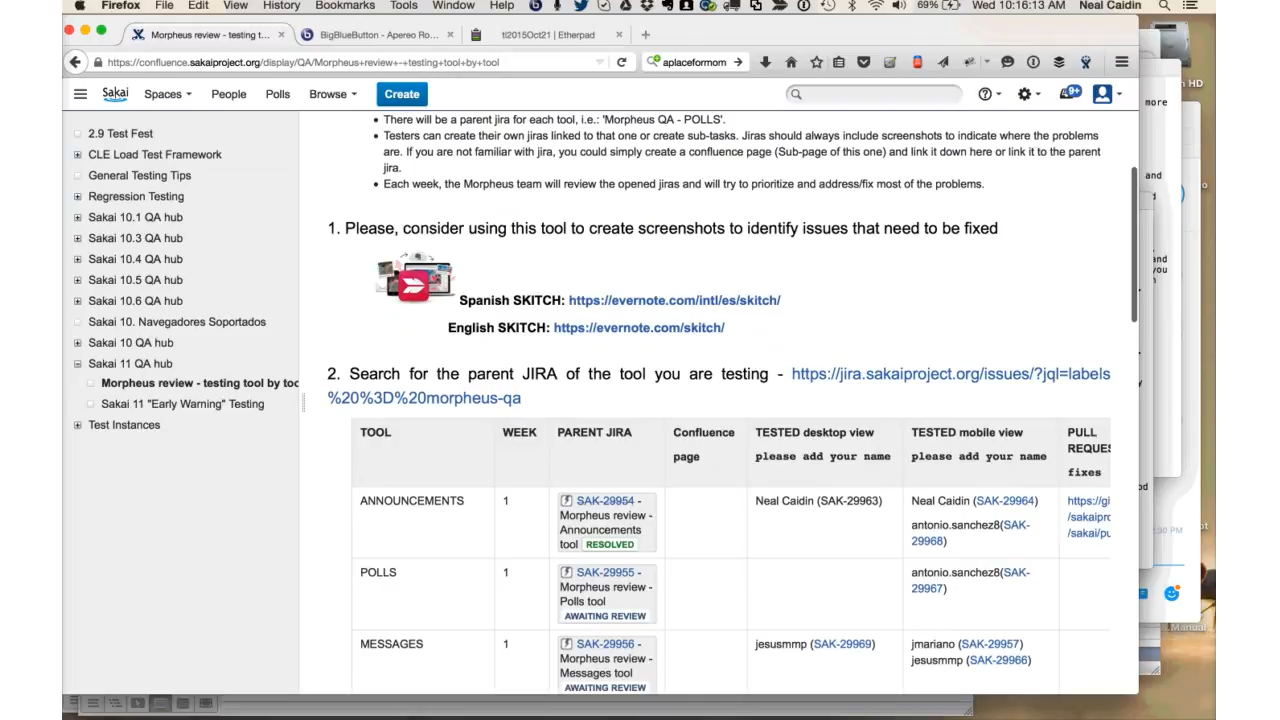 Firefox File Edit View History Bookmarks Tools Window Help 69% Wed 10:16:13 AM Neal Caidin
Morpheus review - testing t... BigBlueButton - Apereo Ro... tl2015Oct21 | Etherpad
https://confluence.sakaiproject.org/display/QA/Morpheus+review+-+testing+tool+by+tool aplaceformom
Sakai Spaces People Polls Browse Create 9+
2.9 Test Fest
CLE Load Test Framework
General Testing Tips
Regression Testing
Sakai 10.1 QA hub
Sakai 10.3 QA hub
Sakai 10.4 QA hub
Sakai 10.5 QA hub
Sakai 10.6 QA hub
Sakai 10. Navegadores Soportados
Sakai 10 QA hub
Sakai 11 QA hub
Morpheus review - testing tool by too
Sakai 11 "Early Warning" Testing
Test Instances
There will be a parent jira for each tool, i.e.: 'Morpheus QA - POLLS'.
Testers can create their own jiras linked to that one or create sub-tasks. Jiras should always include screenshots to indicate where the problems
are. If you are not familiar with jira, you could simply create a confluence page (Sub-page of this one) and link it down here or link it to the parent
jira.
Each week, the Morpheus team will review the opened jiras and will try to prioritize and address/fix most of the problems.
1. Please, consider using this tool to create screenshots to identify issues that need to be fixed
Spanish SKITCH: https://evernote.com/intl/es/skitch/
English SKITCH: https://evernote.com/skitch/
2. Search for the parent JIRA of the tool you are testing - https://jira.sakaiproject.org/issues/?jql=labels
%20%3D%20morpheus-qa
TOOL WEEK PARENT JIRA Confluence page TESTED desktop view please add your name TESTED mobile view please add your name PULL REQUES fixes
ANNOUNCEMENTS 1 SAK-29954 - Morpheus review - Announcements tool RESOLVED Neal Caidin (SAK-29963) Neal Caidin (SAK-29964) antonio.sanchez8(SAK-29968) https://gi /sakaipro /sakai/pu
POLLS 1 SAK-29955 - Morpheus review - Polls tool AWAITING REVIEW antonio.sanchez8(SAK-29967)
MESSAGES 1 SAK-29956 - Morpheus review - Messages tool AWAITING REVIEW jesusmmp (SAK-29969) jmariano (SAK-29957) jesusmmp (SAK-29966)
HD
more
and
and
you
Manual